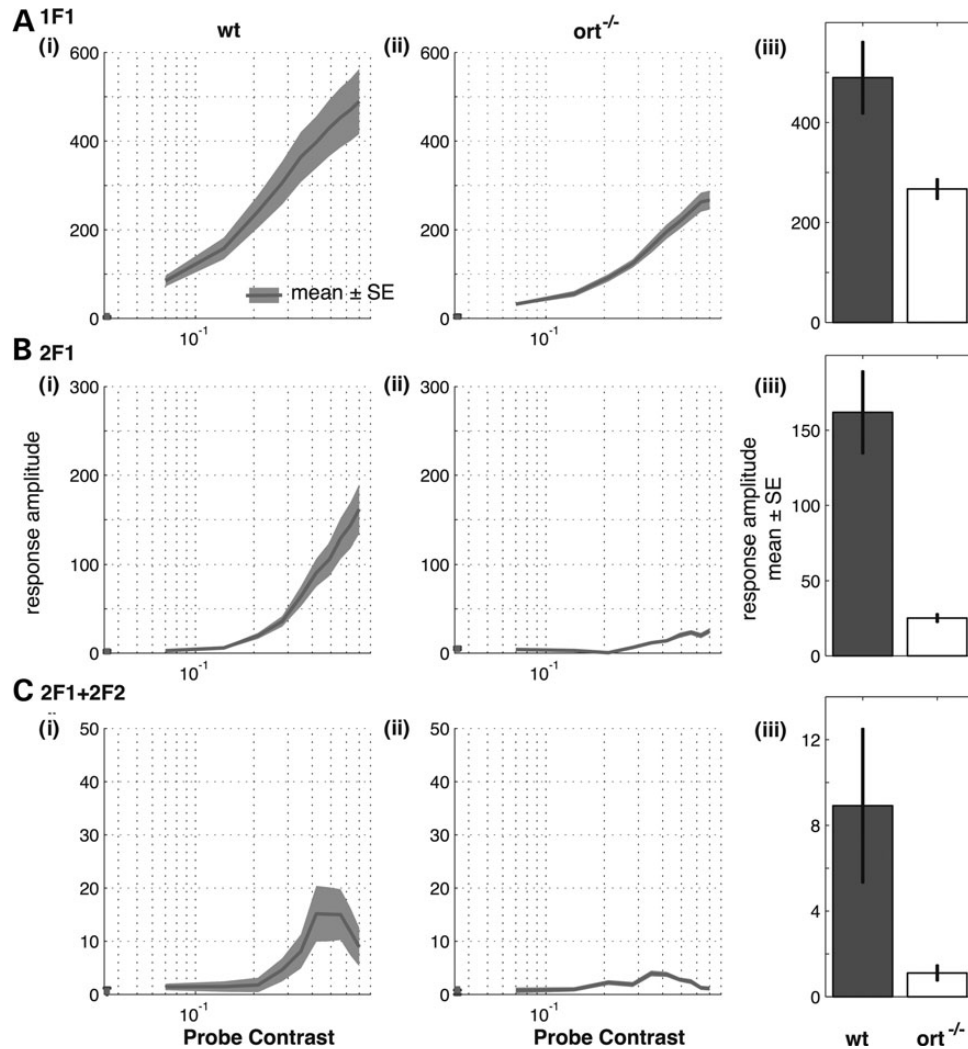 A 1F1
wt
ort-/-
(i)
(ii)
(iii)
600
400
200
0
10-1
mean ± SE
600
400
200
0
10-1
400
200
0
B 2F1
(i)
(ii)
(iii)
300
200
100
0
10-1
response amplitude
300
200
100
0
10-1
150
100
50
0
response amplitude
mean ± SE
C 2F1+2F2
(i)
(ii)
(iii)
50
40
30
20
10
0
10-1
Probe Contrast
50
40
30
20
10
0
10-1
Probe Contrast
12
8
4
0
wt
ort-/-